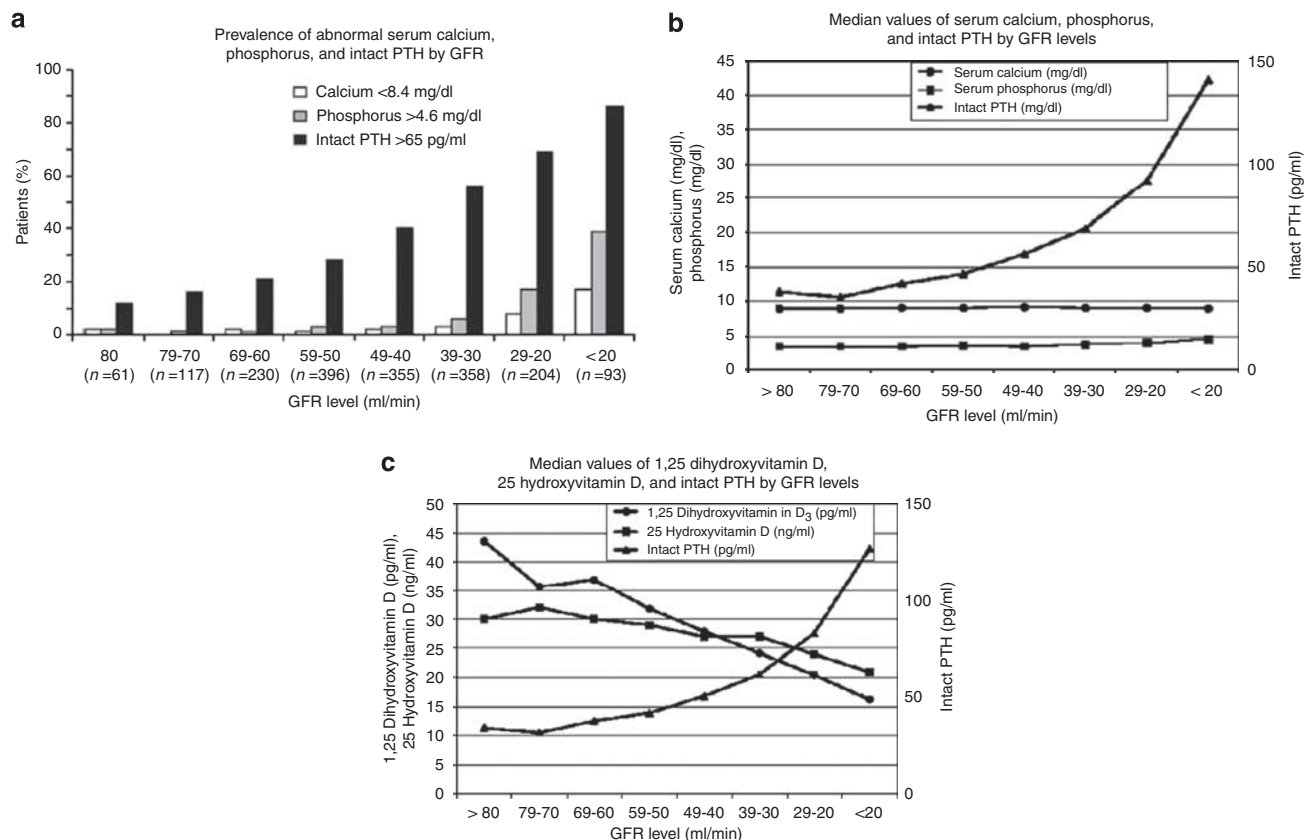 a
Prevalence of abnormal serum calcium,
phosphorus, and intact PTH by GFR
Calcium <8.4 mg/dl
Phosphorus >4.6 mg/dl
Intact PTH >65 pg/ml
Patients (%)
100
80
60
40
20
0
80 79-70 69-60 59-50 49-40 39-30 29-20 <20
(n=61) (n=117) (n=230) (n=396) (n=355) (n=358) (n=204) (n=93)
GFR level (ml/min)
b
Median values of serum calcium, phosphorus,
and intact PTH by GFR levels
Serum calcium (mg/dl)
Serum phosphorus (mg/dl)
Intact PTH (mg/dl)
Serum calcium (mg/dl),
phosphorus (mg/dl)
45
40
35
30
25
20
15
10
5
0
150
100
50
0
Intact PTH (pg/ml)
> 80 79-70 69-60 59-50 49-40 39-30 29-20 < 20
GFR level (ml/min)
c
Median values of 1,25 dihydroxyvitamin D,
25 hydroxyvitamin D, and intact PTH by GFR levels
1,25 Dihydroxyvitamin in D3 (pg/ml)
25 Hydroxyvitamin D (ng/ml)
Intact PTH (pg/ml)
1,25 Dihydroxyvitamin D (pg/ml),
25 Hydroxyvitamin D (ng/ml)
50
45
40
35
30
25
20
15
10
5
0
150
100
50
0
Intact PTH (pg/ml)
> 80 79-70 69-60 59-50 49-40 39-30 29-20 <20
GFR level (ml/min)